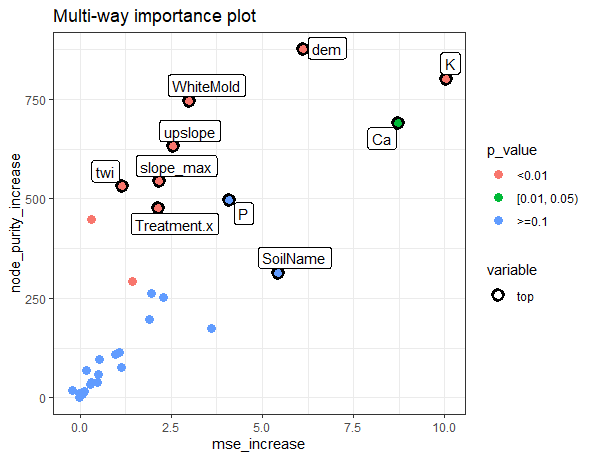 Multi-way importance plot
dem
K
WhiteMold
Ca
upslope
twi
slope_max
P
Treatment.x
SoilName
750
500
250
0
node_purity_increase
0.0 2.5 5.0 7.5 10.0
mse_increase
p_value
<0.01
[0.01, 0.05)
>=0.1
variable
top